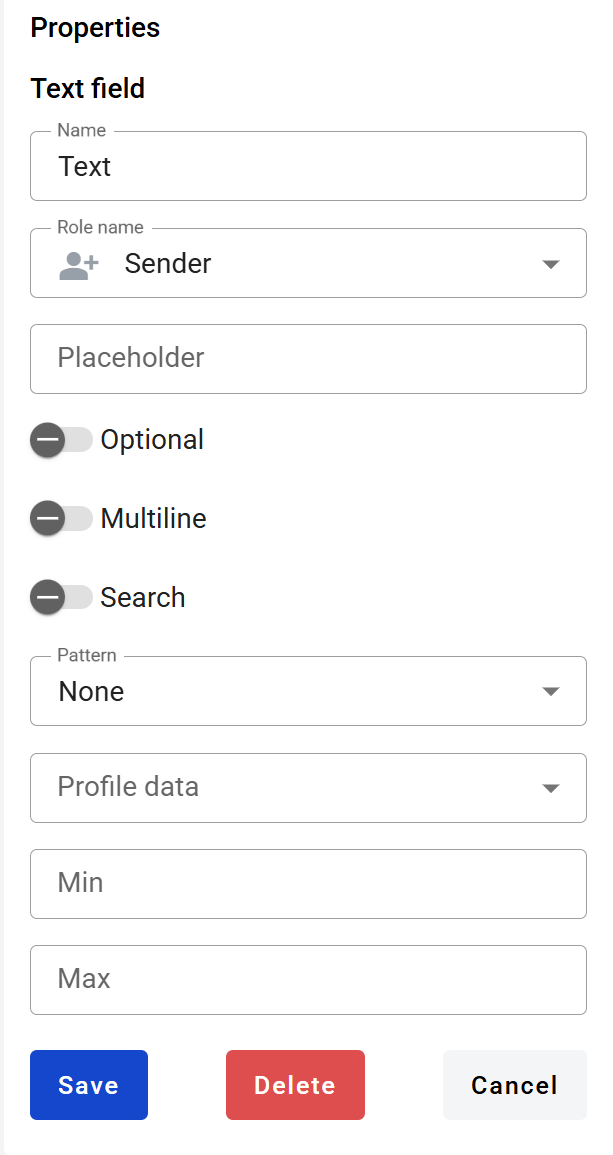 Properties
Text field
Name
Text
Role name
Sender
Placeholder
Optional
Multiline
Search
Pattern
None
Profile data
Min
Max
Save Delete Cancel